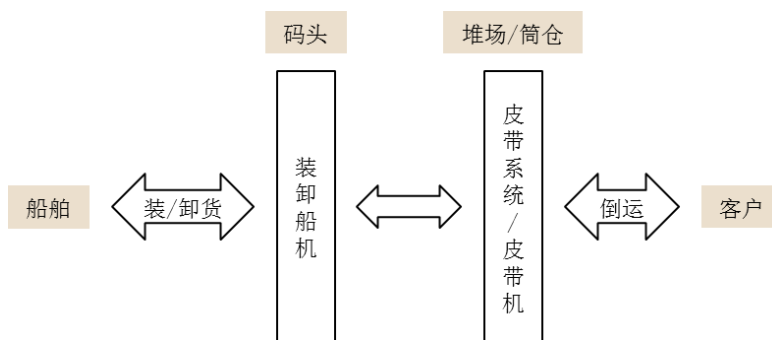 码头
堆场/筒仓
船舶
装/卸货
装卸船机
皮带系统/皮带机
倒运
客户